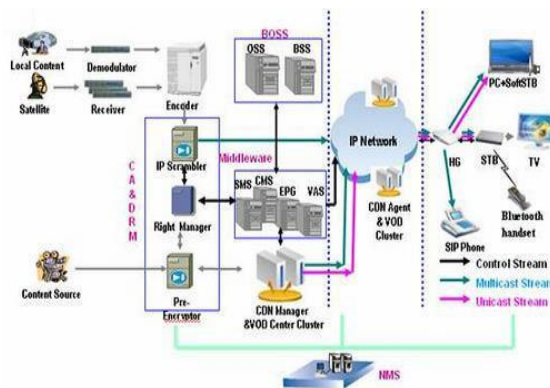 BOSS
OSS BSS
Local Content
Demodulator
Satellite
Receiver
Encoder
PC+SoftSTB
IP Scrambler
Middleware
IP Network
CA&DRM
SMS CMS EPG VAS
Right Manager
HG
STB
TV
CDN Agent
& VOD
Cluster
Bluetooth
handset
SIP Phone
Content Source
Pre-
Encryptor
CDN Manager
&VOD Center Cluster
Control Stream
Multicast Stream
Unicast Stream
NMS